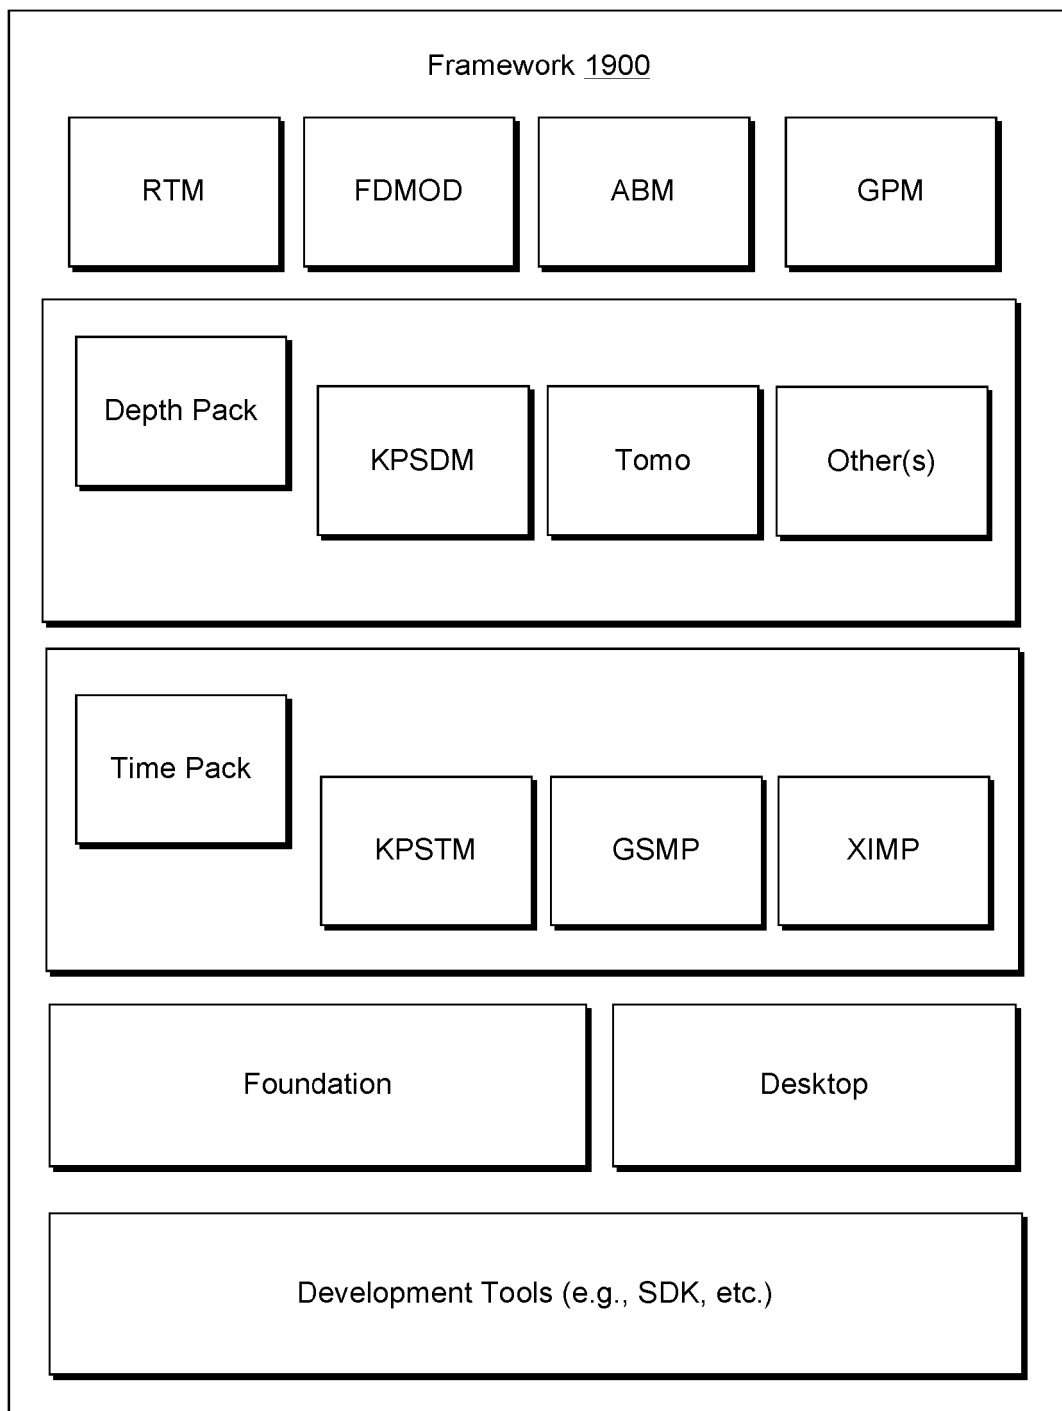 Framework 1900
RTM
FDMOD
ABM
GPM
Depth Pack
KPSDM
Tomo
Other(s)
Time Pack
KPSTM
GSMP
XIMP
Foundation
Desktop
Development Tools (e.g., SDK, etc.)